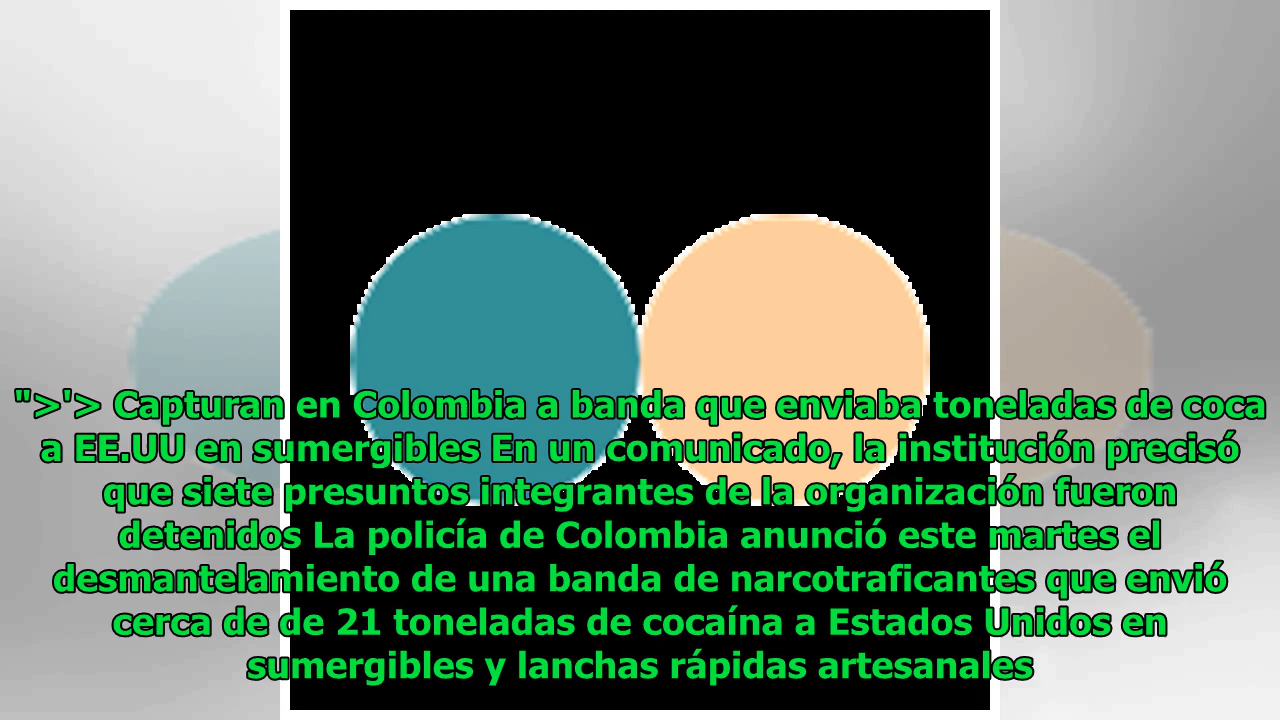 ">'> Capturan en Colombia a banda que enviaba toneladas de coca
a EE.UU en sumergibles En un comunicado, la institución precisó
que siete presuntos integrantes de la organización fueron
detenidos La policía de Colombia anunció este martes el
desmantelamiento de una banda de narcotraficantes que envió
cerca de de 21 toneladas de cocaína a Estados Unidos en
sumergibles y lanchas rápidas artesanales